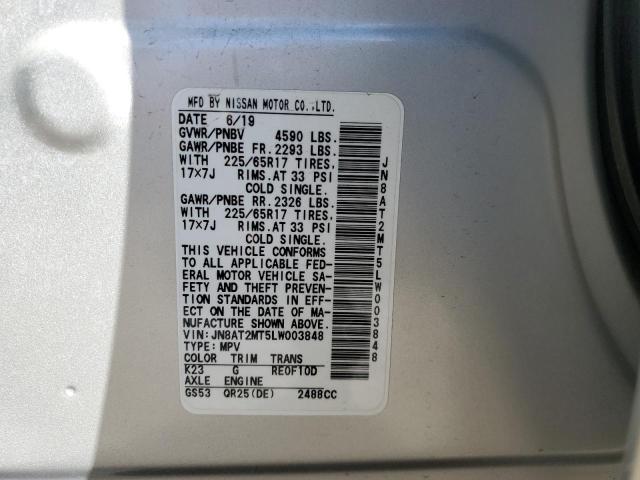 MFD BY NISSAN MOTOR CO.,LTD.
DATE 6/19
GVWR/PNBV 4590 LBS.
GAWR/PNBE FR. 2293 LBS.
WITH 225/65R17 TIRES,
17×7J RIMS.AT 33 PSI
COLD SINGLE.
GAWR/PNBE RR. 2326 LBS.
WITH 225/65R17 TIRES,
17×7J RIMS.AT 33 PSI
COLD SINGLE.
THIS VEHICLE CONFORMS
TO ALL APPLICABLE FED-
ERAL MOTOR VEHICLE SA-
FETY AND THEFT PREVEN-
TION STANDARDS IN EFF-
ECT ON THE DATE OF MA-
NUFACTURE SHOWN ABOVE.
VIN:JN8AT2MT5LW003848
TYPE:MPV
COLOR TRIM TRANS
K23 G RE0F10D
AXLE ENGINE
GS53 QR25(DE) 2488CC
JN8AT2MT5LW003848